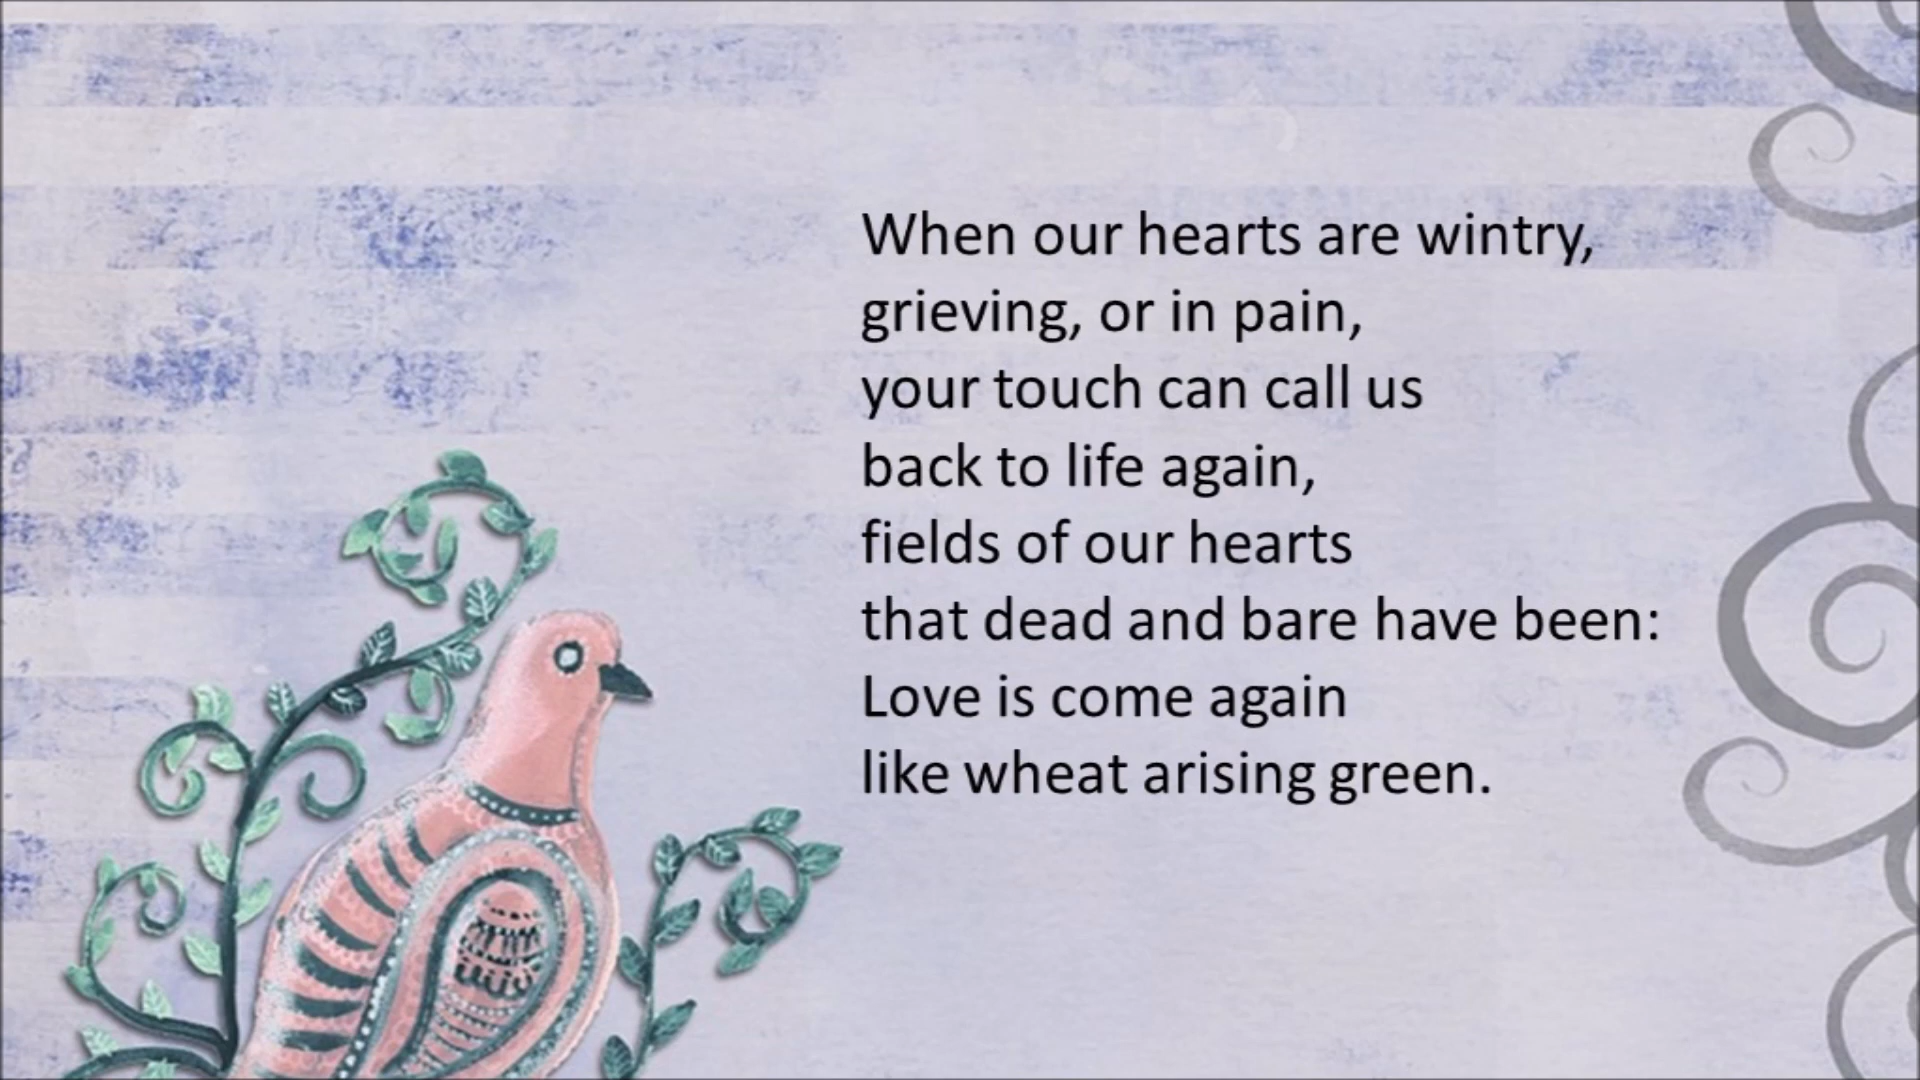 When our hearts are wintry,
grieving, or in pain,
your touch can call us
back to life again,
fields of our hearts
that dead and bare have been:
Love is come again
like wheat arising green.